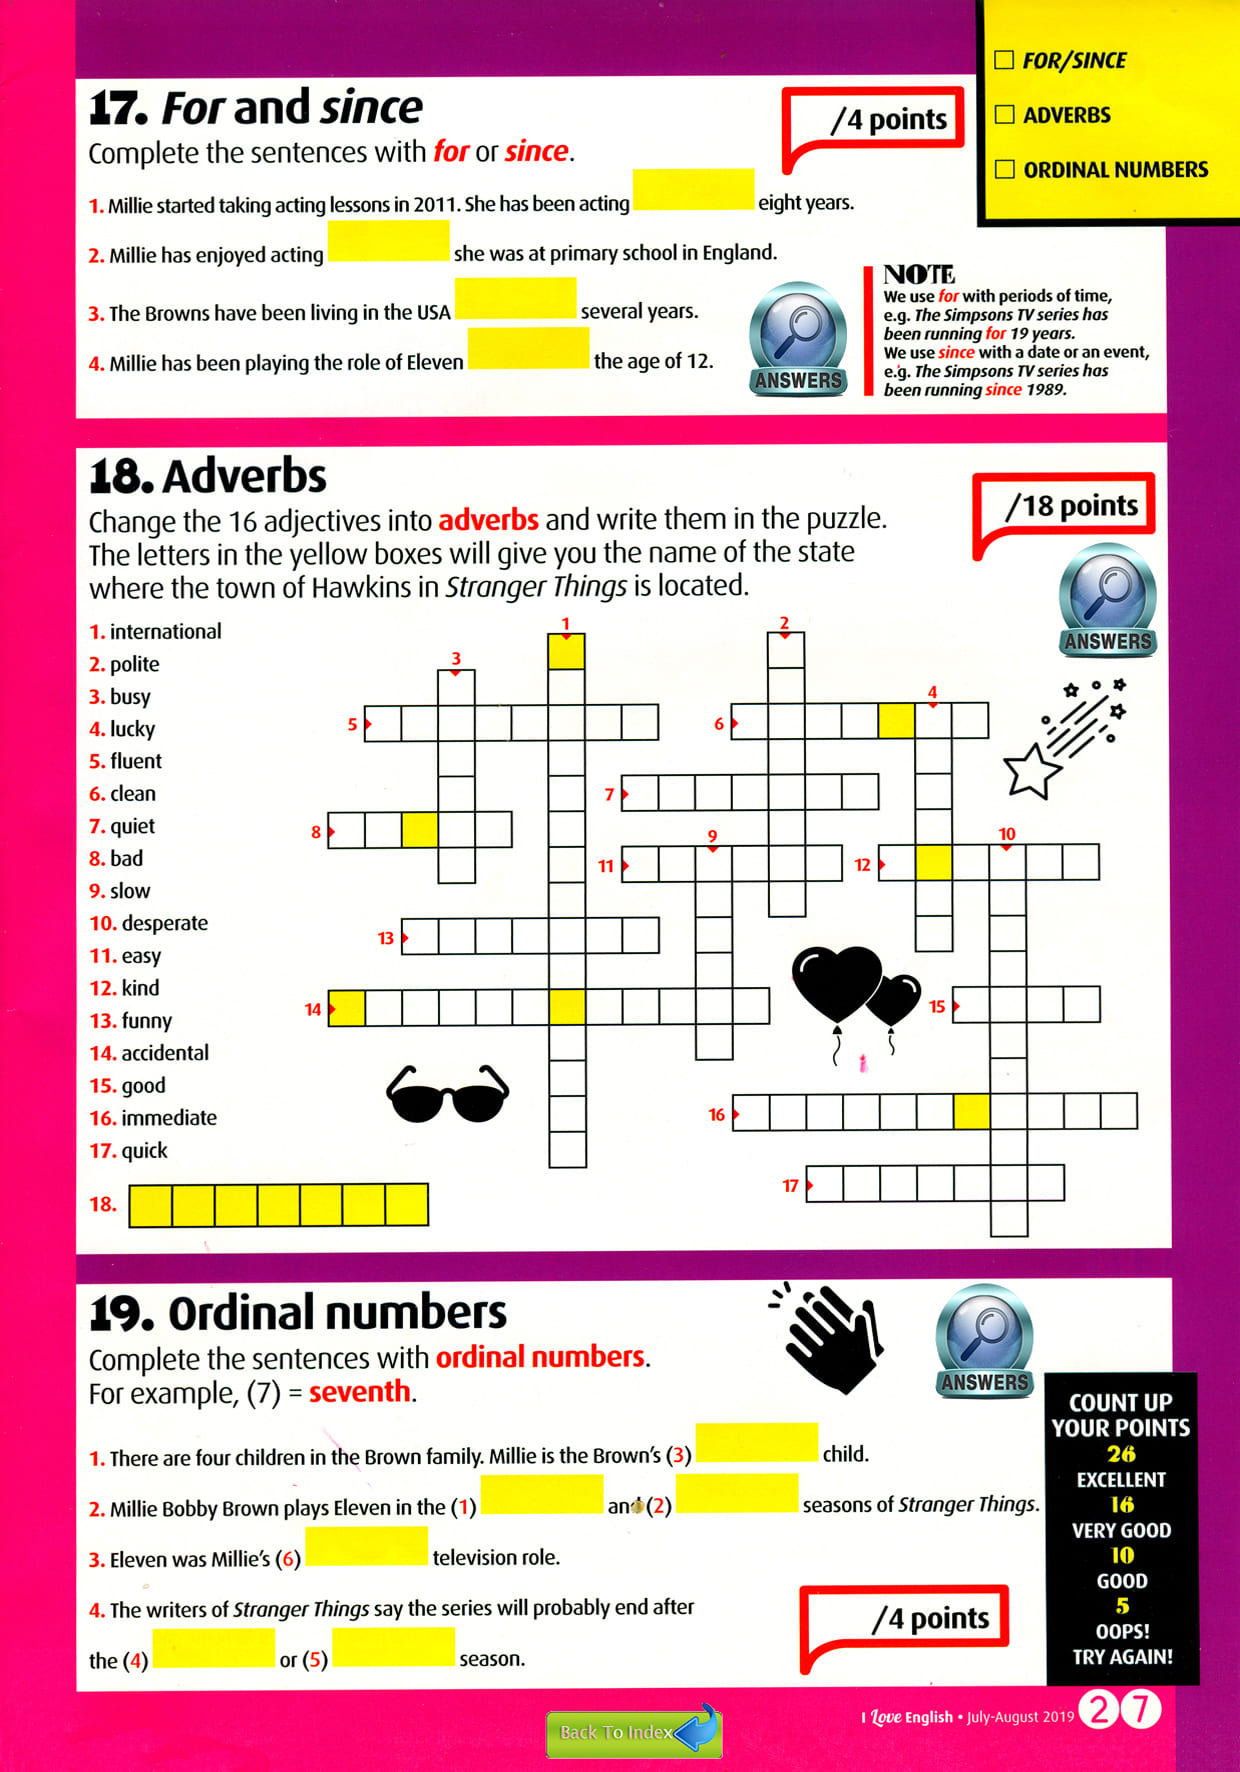 FOR/SINCE
ADVERBS
ORDINAL NUMBERS
17. For and since
/4 points
Complete the sentences with for or since.
1. Millie started taking acting lessons in 2011. She has been acting eight years.
2. Millie has enjoyed acting she was at primary school in England.
3. The Browns have been living in the USA several years.
4. Millie has been playing the role of Eleven the age of 12.
ANSWERS
NOTE
We use for with periods of time,
e.g. The Simpsons TV series has
been running for 19 years.
We use since with a date or an event,
e.g. The Simpsons TV series has
been running since 1989.
18. Adverbs
/18 points
Change the 16 adjectives into adverbs and write them in the puzzle.
The letters in the yellow boxes will give you the name of the state
where the town of Hawkins in Stranger Things is located.
ANSWERS
1. international
2. polite
3. busy
4. lucky
5. fluent
6. clean
7. quiet
8. bad
9. slow
10. desperate
11. easy
12. kind
13. funny
14. accidental
15. good
16. immediate
17. quick
18.
1
2
3
4
5
6
7
8
9
10
11
12
13
14
15
16
17
19. Ordinal numbers
Complete the sentences with ordinal numbers.
For example, (7) = seventh.
ANSWERS
1. There are four children in the Brown family. Millie is the Brown's (3) child.
2. Millie Bobby Brown plays Eleven in the (1) and (2) seasons of Stranger Things.
3. Eleven was Millie's (6) television role.
4. The writers of Stranger Things say the series will probably end after
the (4) or (5) season.
/4 points
COUNT UP
YOUR POINTS
26
EXCELLENT
16
VERY GOOD
10
GOOD
5
OOPS!
TRY AGAIN!
I Love English • July-August 2019 27
Back To Index